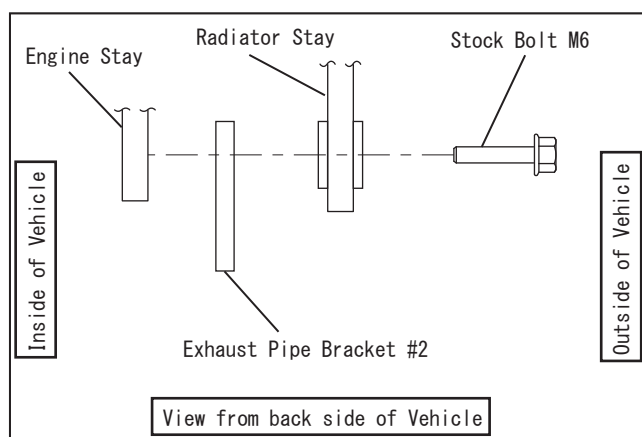 Radiator Stay
Stock Bolt M6
Engine Stay
Inside of Vehicle
Outside of Vehicle
Exhaust Pipe Bracket #2
View from back side of Vehicle